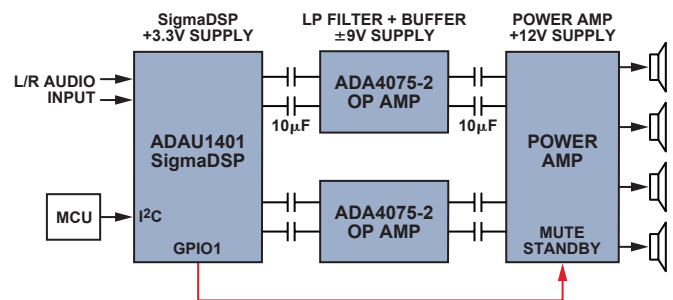 SigmaDSP
+3.3V SUPPLY
LP FILTER + BUFFER
±9V SUPPLY
POWER AMP
+12V SUPPLY
L/R AUDIO
INPUT
ADAU1401
SigmaDSP
10µF
ADA4075-2
OP AMP
10µF
POWER
AMP
MCU
I²C
GPIO1
ADA4075-2
OP AMP
MUTE
STANDBY